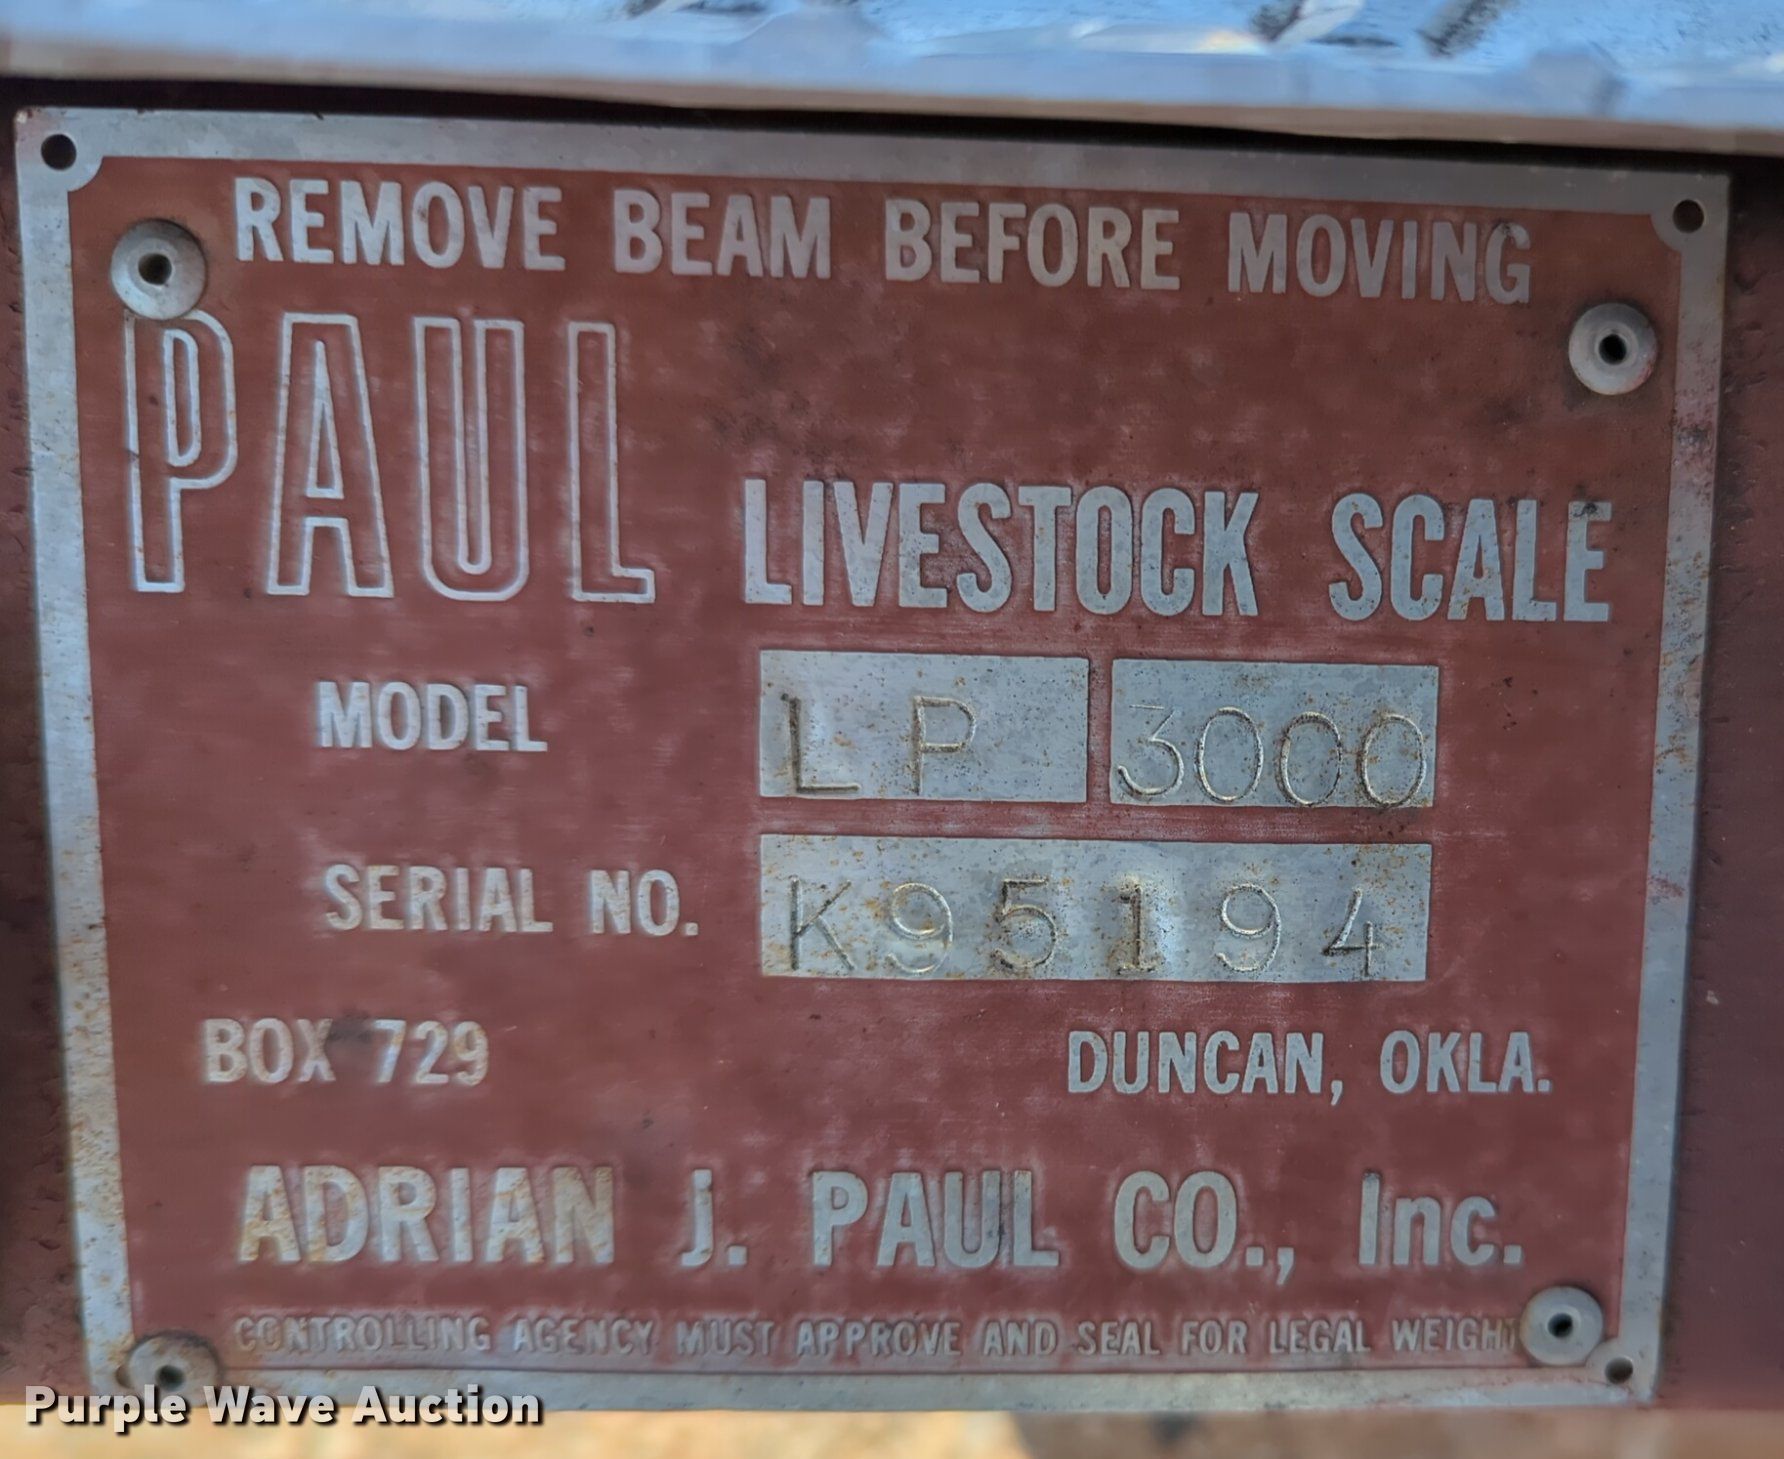 REMOVE BEAM BEFORE MOVING
PAUL LIVESTOCK SCALE
MODEL LP 3000
SERIAL NO. K95194
BOX 729 DUNCAN, OKLA.
ADRIAN J. PAUL CO., Inc.
CONTROLLING AGENCY MUST APPROVE AND SEAL FOR LEGAL WEIGHT
Purple Wave Auction